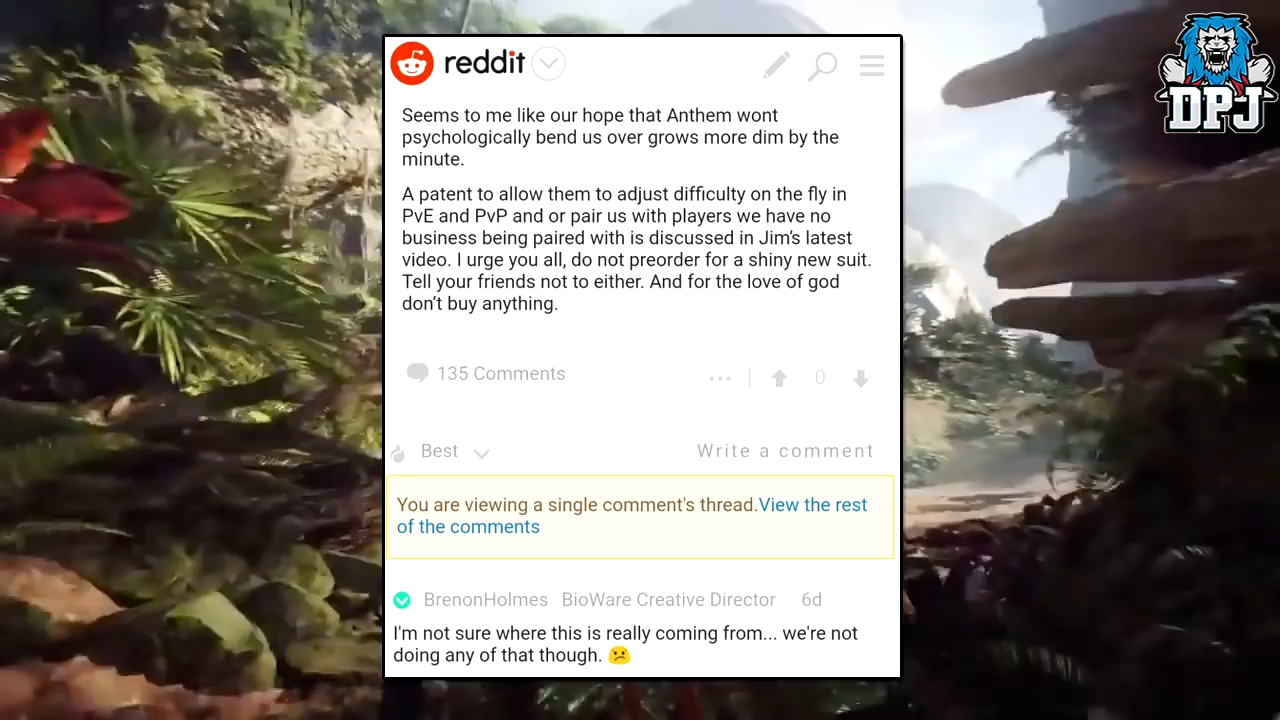 DPJ
reddit
Seems to me like our hope that Anthem wont
psychologically bend us over grows more dim by the
minute.
A patent to allow them to adjust difficulty on the fly in
PvE and PvP and or pair us with players we have no
business being paired with is discussed in Jim’s latest
video. I urge you all, do not preorder for a shiny new suit.
Tell your friends not to either. And for the love of god
don’t buy anything.
135 Comments
0
Best
Write a comment
You are viewing a single comment's thread.View the rest
of the comments
BrenonHolmes BioWare Creative Director 6d
I'm not sure where this is really coming from... we're not
doing any of that though. 😕